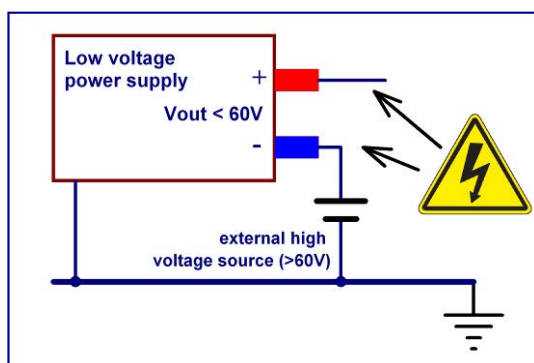 Low voltage
power supply
+
Vout < 60V
-
external high
voltage source (>60V)